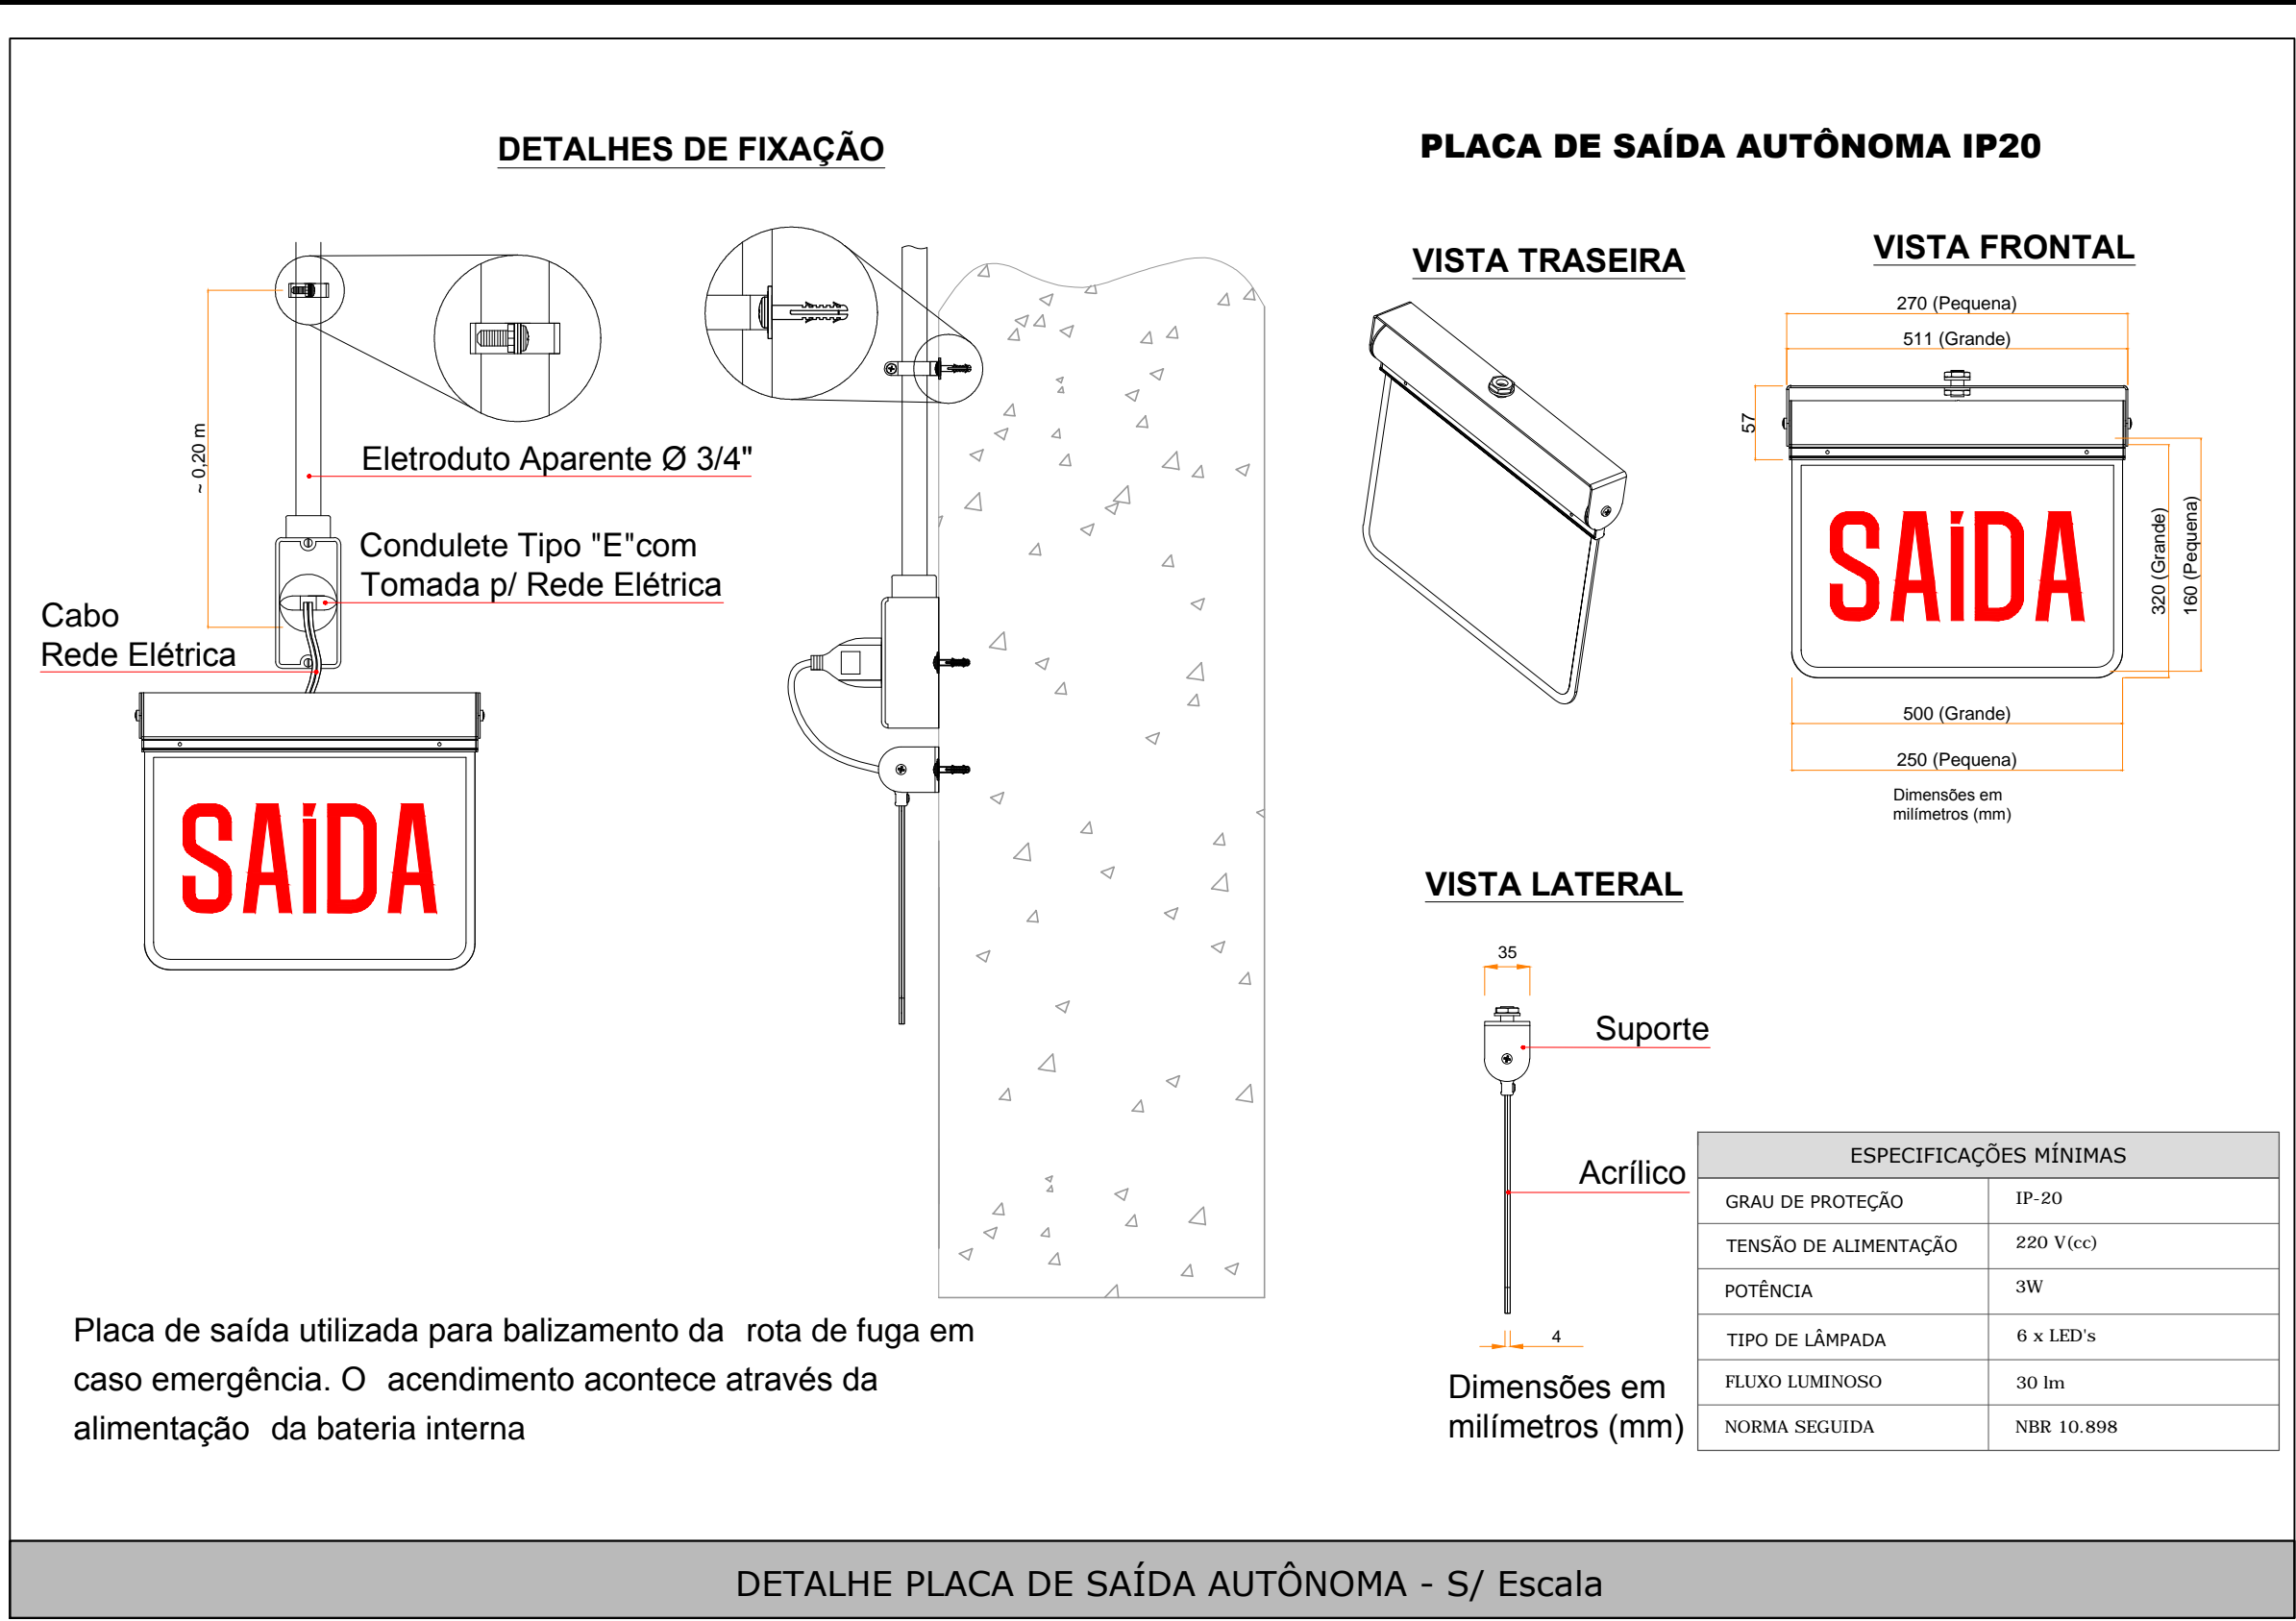 DETALHES DE FIXAÇÃO
~ 0,20 m
Eletroduto Aparente Ø 3/4"
Condulete Tipo "E"com
Tomada p/ Rede Elétrica
Cabo
Rede Elétrica
SAíDA
Placa de saída utilizada para balizamento da rota de fuga em
caso emergência. O acendimento acontece através da
alimentação da bateria interna
PLACA DE SAÍDA AUTÔNOMA IP20
VISTA TRASEIRA
VISTA FRONTAL
270 (Pequena)
511 (Grande)
57
SAíDA
320 (Grande)
160 (Pequena)
500 (Grande)
250 (Pequena)
Dimensões em
milímetros (mm)
VISTA LATERAL
35
Suporte
Acrílico
4
Dimensões em
milímetros (mm)
ESPECIFICAÇÕES MÍNIMAS
GRAU DE PROTEÇÃO IP-20
TENSÃO DE ALIMENTAÇÃO 220 V(cc)
POTÊNCIA 3W
TIPO DE LÂMPADA 6 x LED's
FLUXO LUMINOSO 30 lm
NORMA SEGUIDA NBR 10.898
DETALHE PLACA DE SAÍDA AUTÔNOMA - S/ Escala